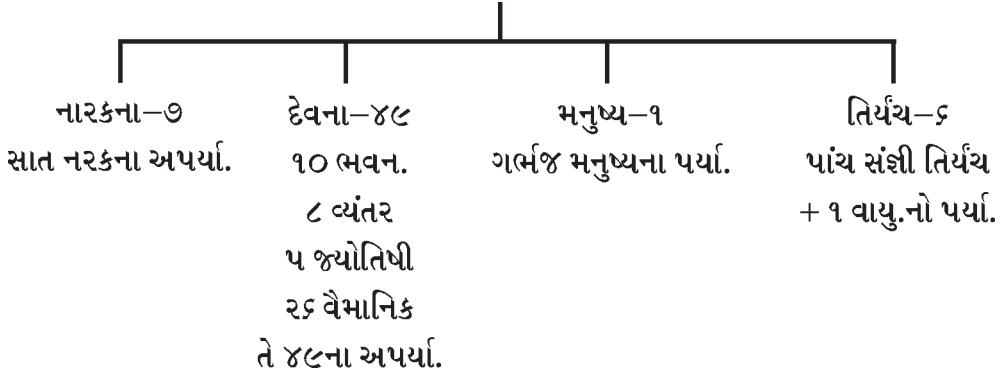 નારકના–૭
સાત નરકના અપર્યા.
દેવના–૪૯
૧૦ ભવન.
૮ વ્યંતર
૫ જ્યોતિષી
૨૬ વૈમાનિક
તે ૪૯ના અપર્યા.
મનુષ્ય–૧
ગર્ભજ મનુષ્યના પર્યા.
તિર્યંચ–૬
પાંચ સંજ્ઞી તિર્યંચ
+ ૧ વાયુ.નો પર્યા.